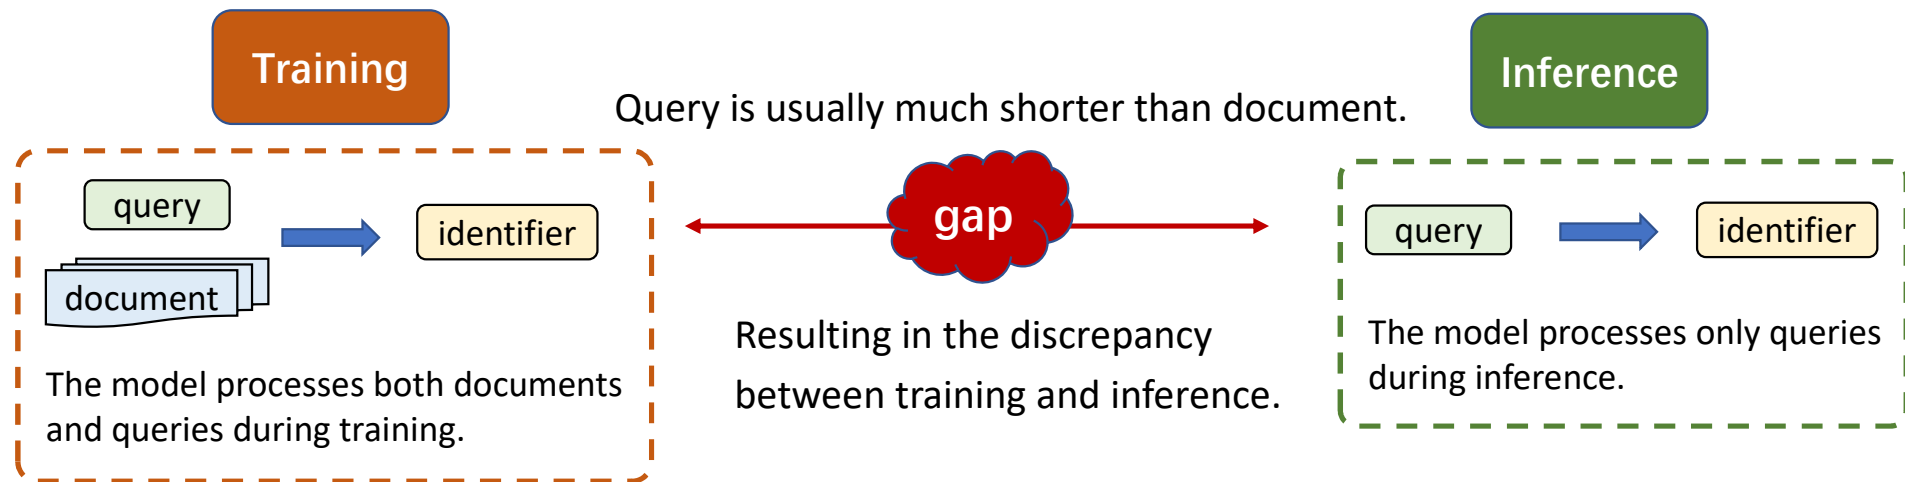 Training
query
document
identifier
The model processes both documents
and queries during training.
Query is usually much shorter than document.
gap
Resulting in the discrepancy
between training and inference.
Inference
query
identifier
The model processes only queries
during inference.